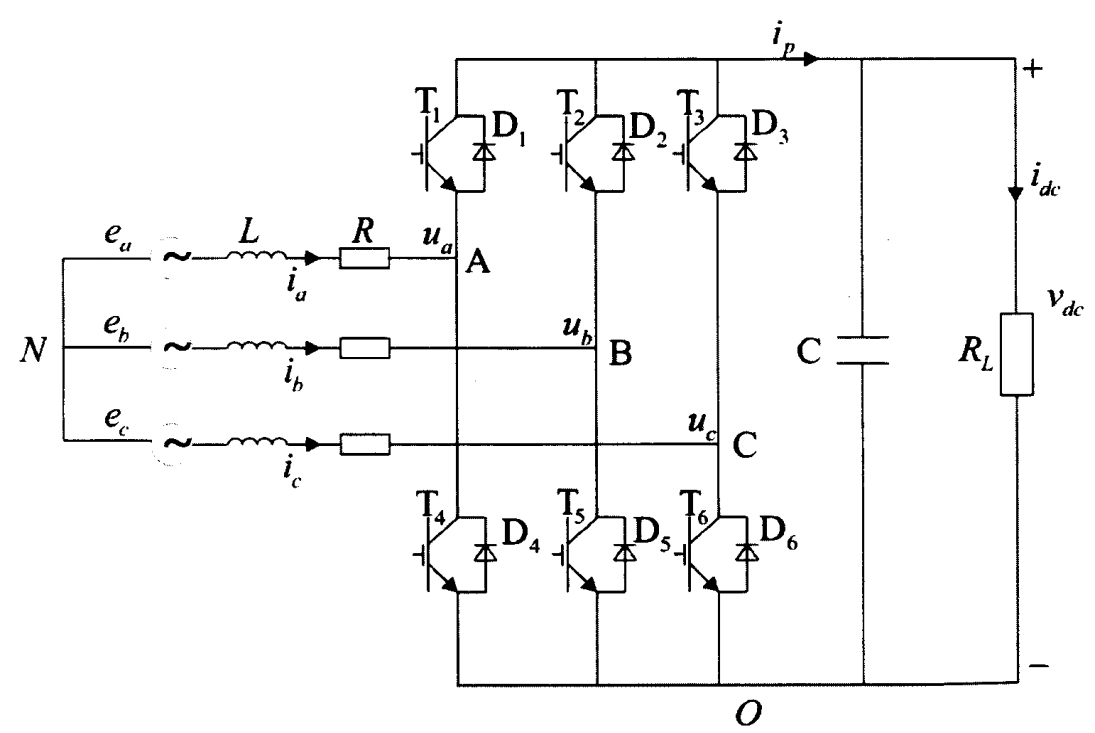 i_p
+
T₁ D₁ T₂ D₂ T₃ D₃
i_dc
e_a L R u_a A
i_a
v_dc
N e_b u_b B C R_L
i_b
e_c u_c C
i_c
T₄ D₄ T₅ D₅ T₆ D₆
−
O